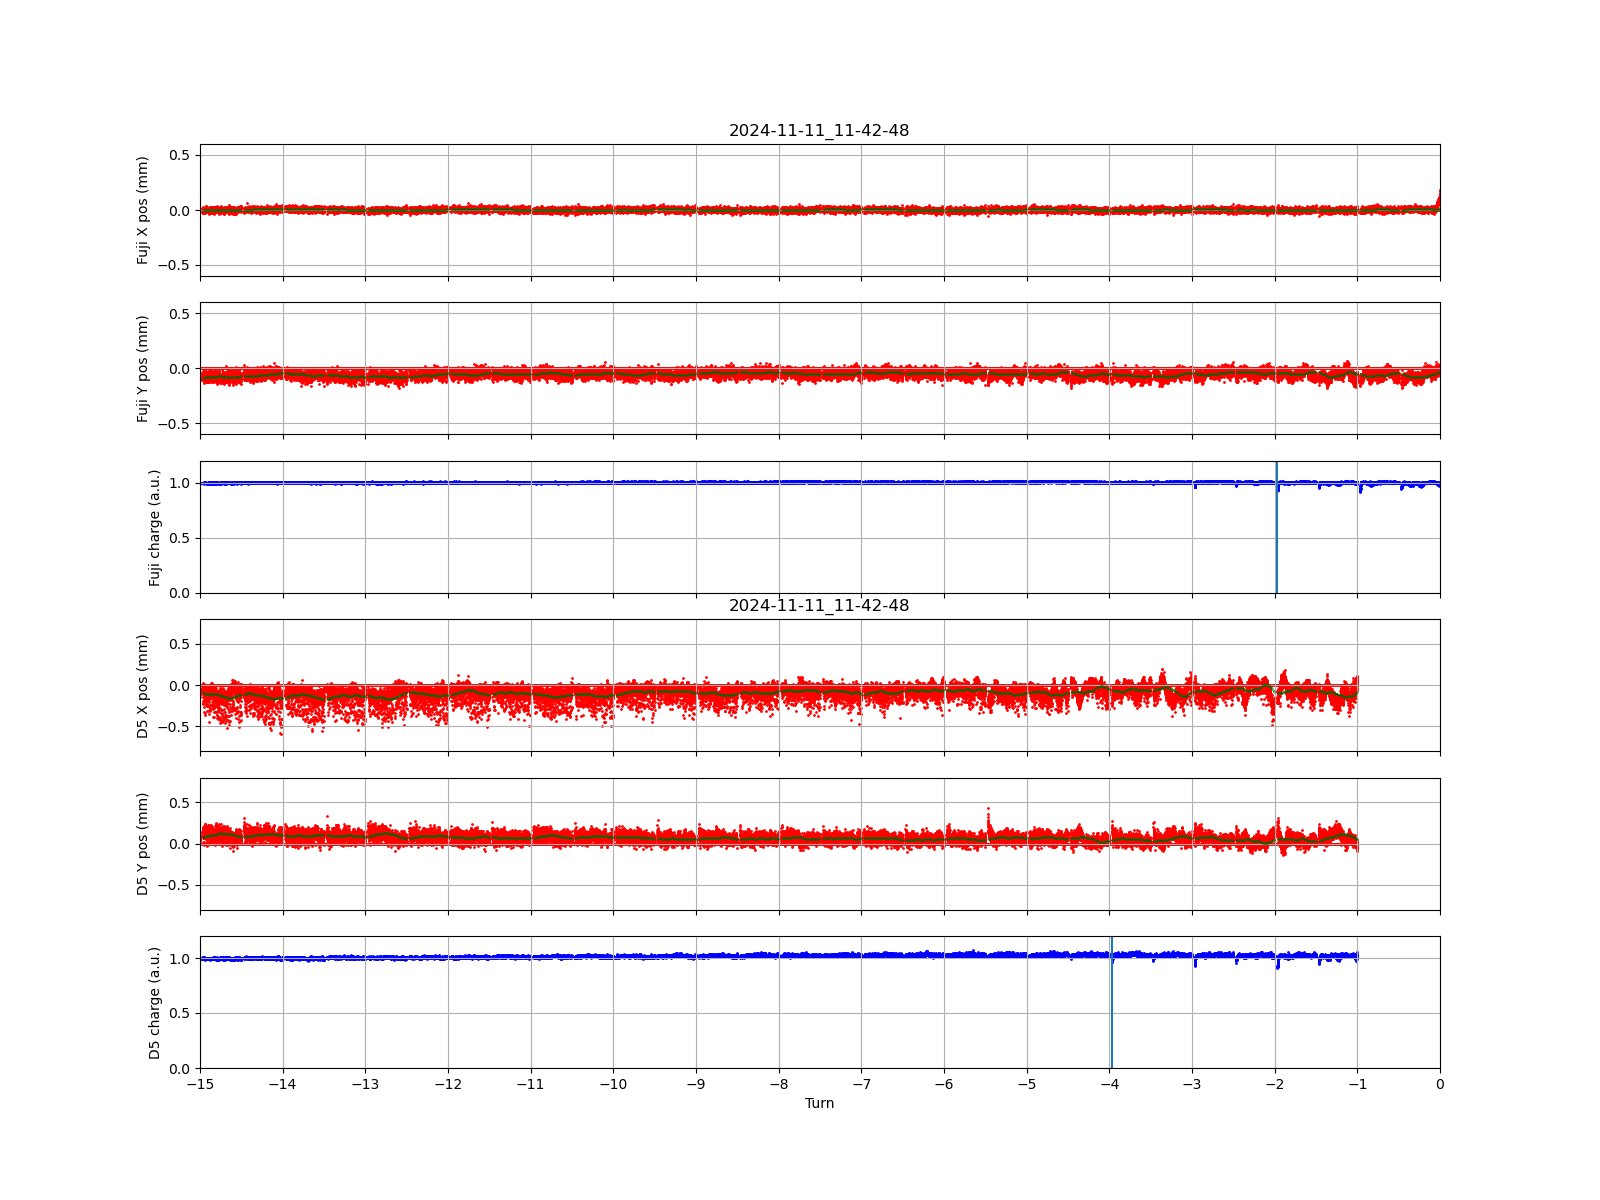 2024-11-11_11-42-48
Fuji X pos (mm)
0.5
0.0
−0.5
Fuji Y pos (mm)
0.5
0.0
−0.5
Fuji charge (a.u.)
1.0
0.5
0.0
2024-11-11_11-42-48
D5 X pos (mm)
0.5
0.0
−0.5
D5 Y pos (mm)
0.5
0.0
−0.5
D5 charge (a.u.)
1.0
0.5
0.0
−15 −14 −13 −12 −11 −10 −9 −8 −7 −6 −5 −4 −3 −2 −1 0
Turn